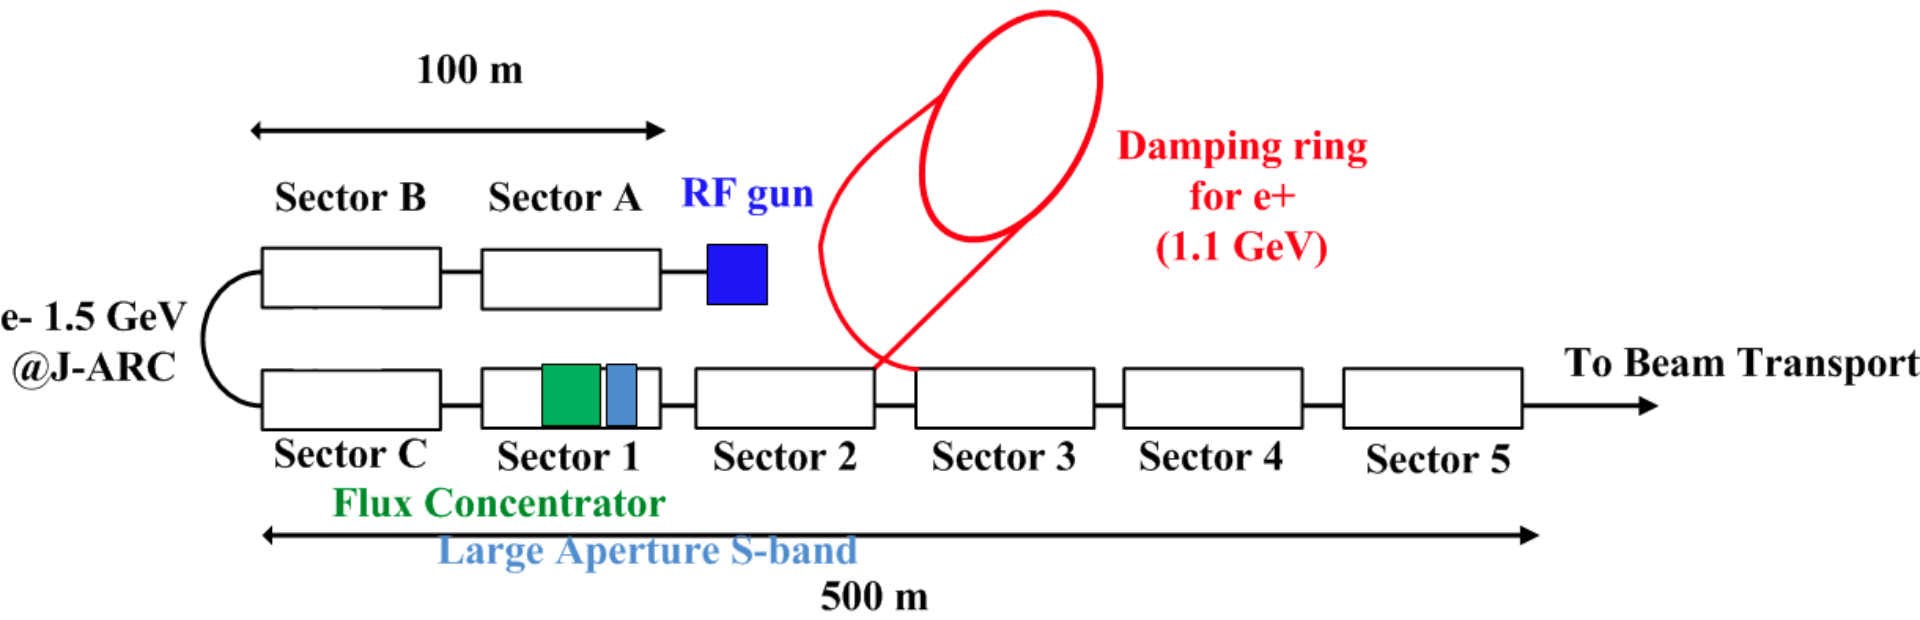 100 m
Sector B
Sector A
RF gun
Damping ring
for e+
(1.1 GeV)
e- 1.5 GeV
@J-ARC
To Beam Transport
Sector C
Sector 1
Sector 2
Sector 3
Sector 4
Sector 5
Flux Concentrator
Large Aperture S-band
500 m